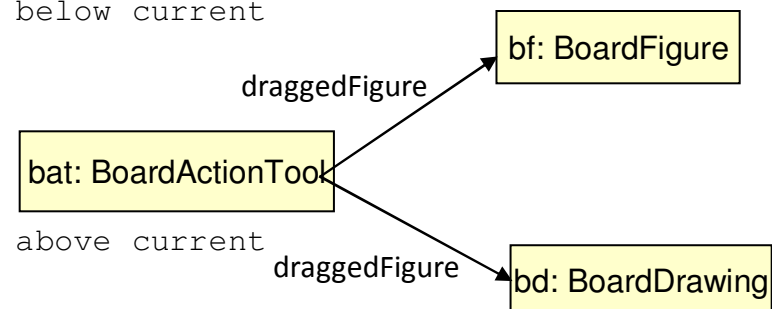 below current
bf: BoardFigure
draggedFigure
bat: BoardActionTool
above current
draggedFigure
bd: BoardDrawing